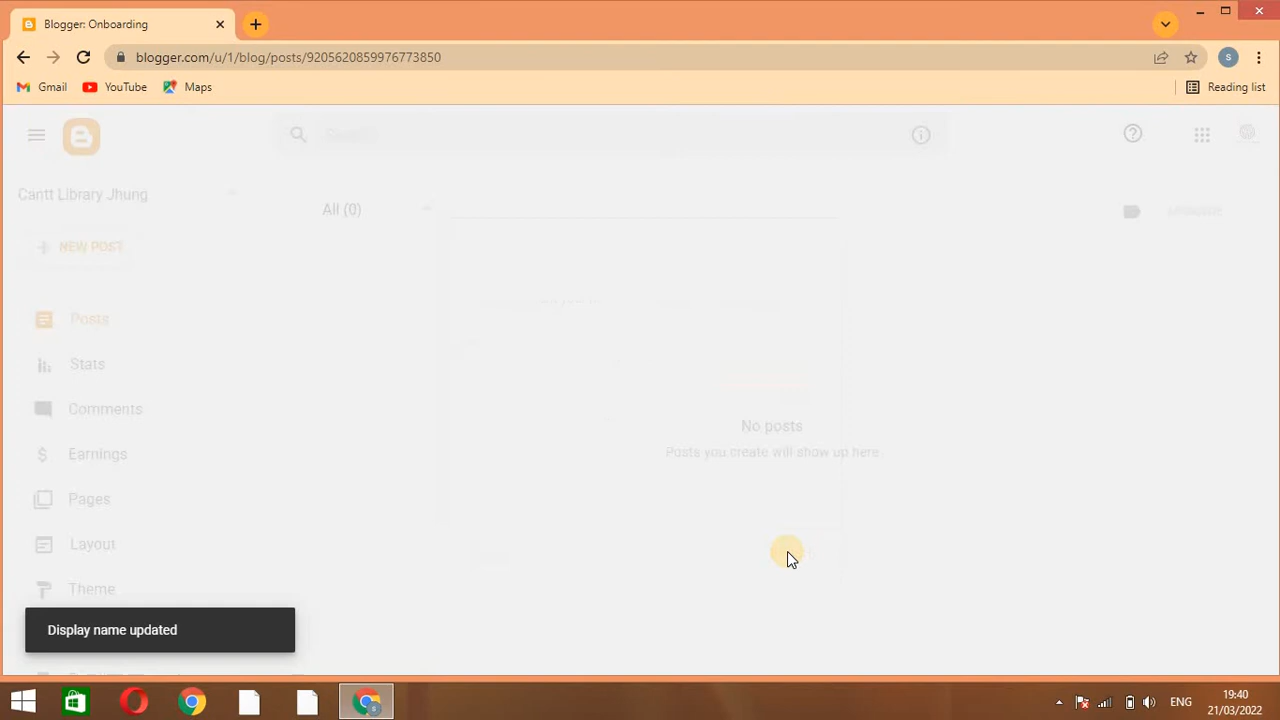 Blogger: Onboarding
blogger.com/u/1/blog/posts/9205620859976773850
Gmail
YouTube
Maps
Reading list
S
Search
Cantt Library Jhung
All (0)
NEW POST
Posts
Stats
Comments
No posts
Earnings
Posts you create will show up here.
Pages
Layout
Theme
Display name updated
ENG
19:40
21/03/2022